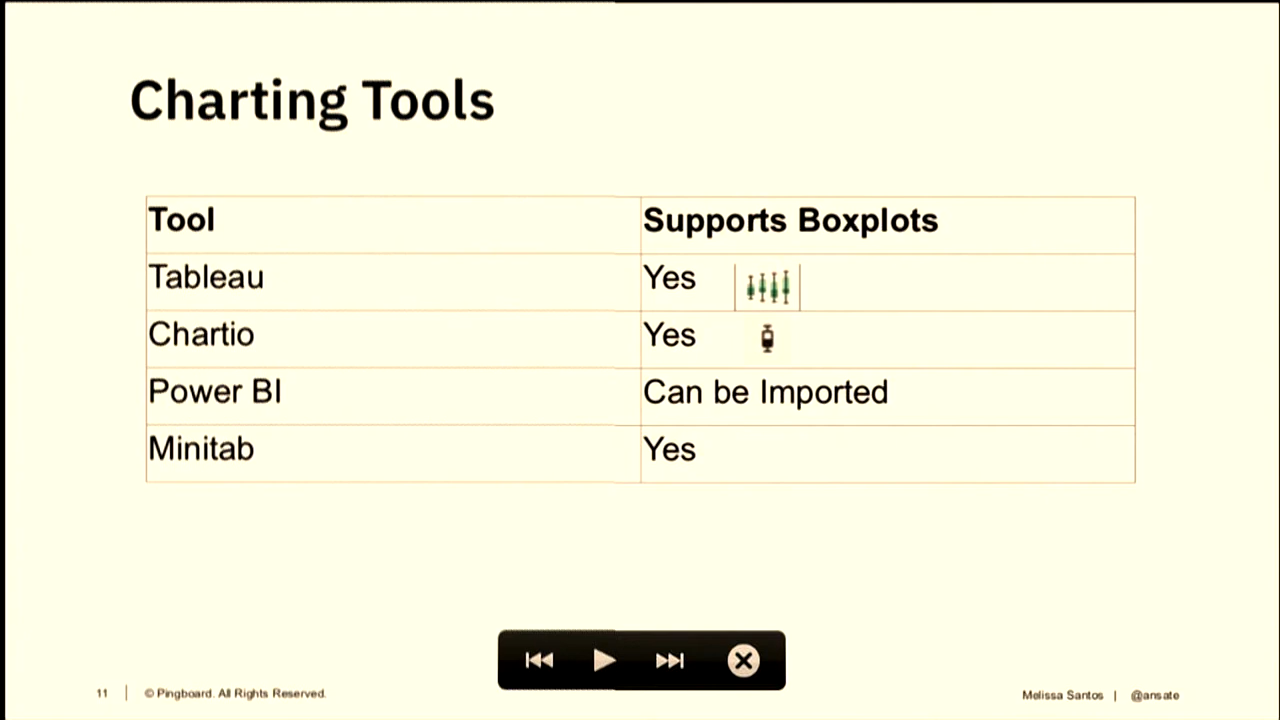 Charting Tools
Tool Supports Boxplots
Tableau Yes
Chartio Yes
Power BI Can be Imported
Minitab Yes
11 | © Pingboard. All Rights Reserved.
Melissa Santos | @ansate